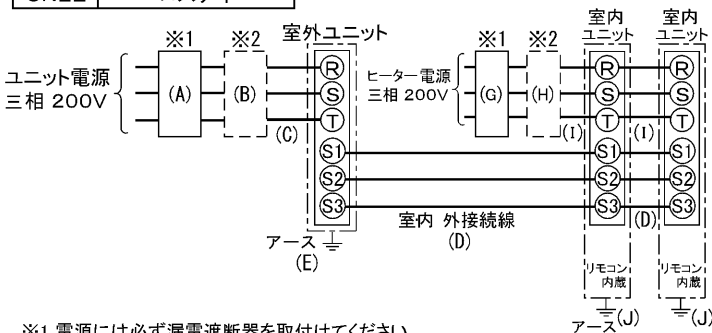 ※1
※2
室外ユニット
※1
※2
室内
ユニット
室内
ユニット
ユニット電源
三相 200V
(A)
(B)
(C)
R
S
T
S1
S2
S3
ヒーター電源
三相 200V
(G)
(H)
(I)
R
S
T
S1
S2
S3
(I)
(D)
R
S
T
S1
S2
S3
室内 外接続線
(D)
アース
(E)
リモコン
内蔵
リモコン
内蔵
アース
(J)
(J)
※1 電源には必ず漏電遮断器を取付けてください